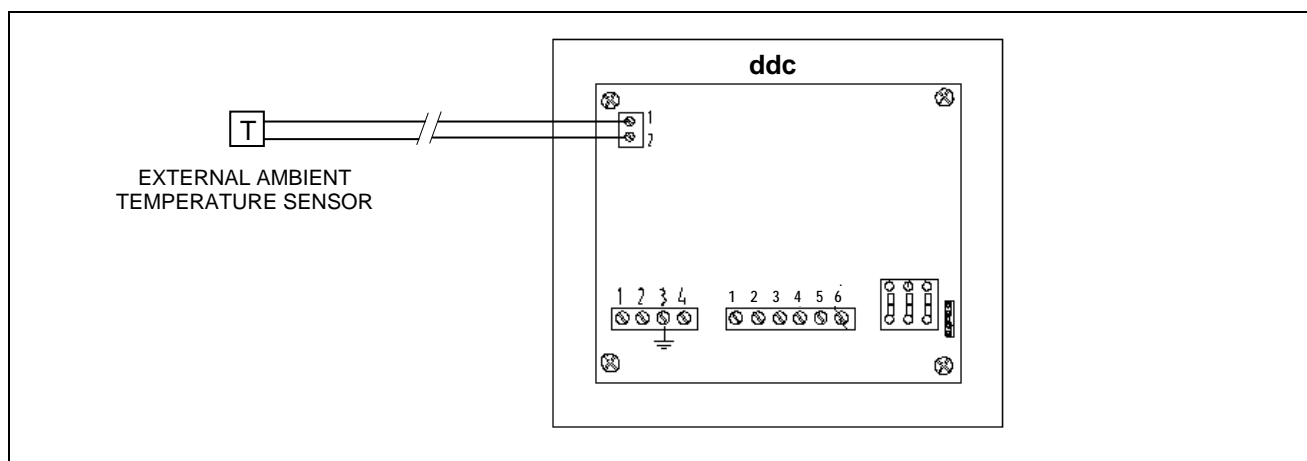 ddc
1
T
2
EXTERNAL AMBIENT
TEMPERATURE SENSOR
1 2 3 4
1 2 3 4 5 6